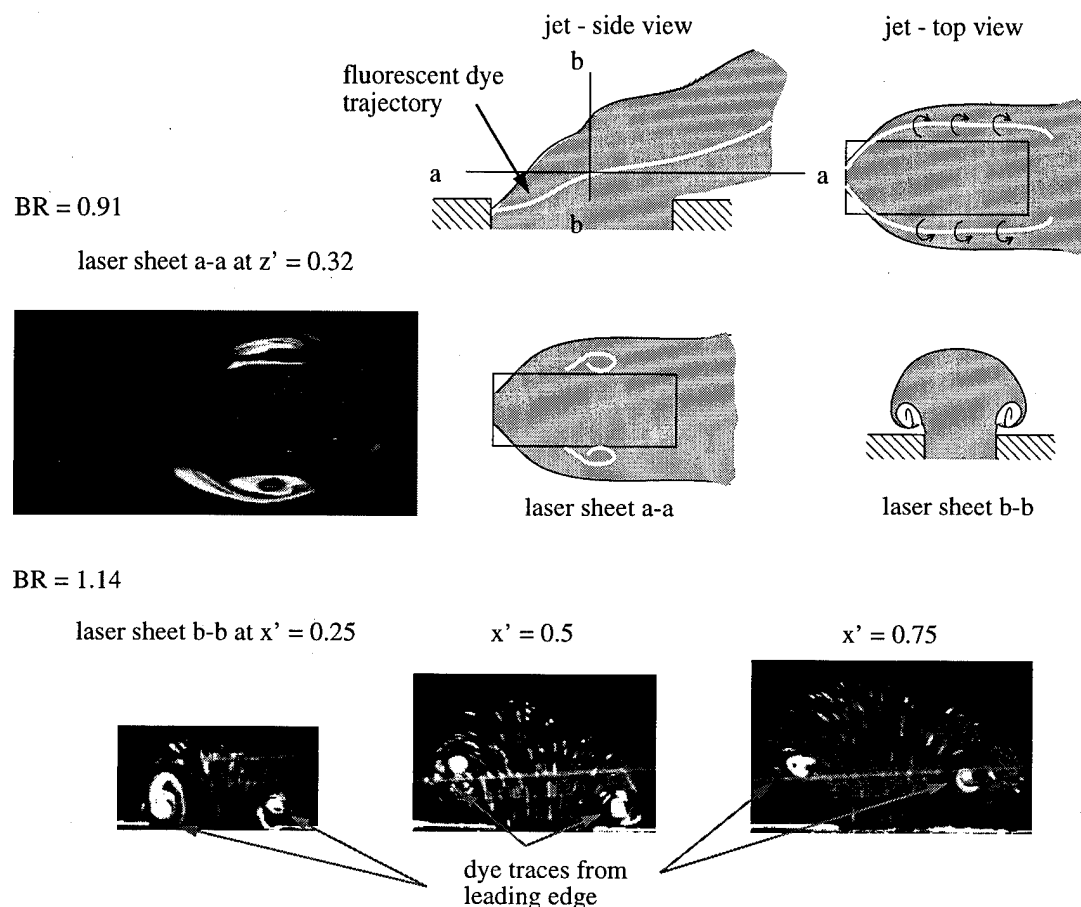 jet - side view
jet - top view
b
fluorescent dye
trajectory
a
a
b
BR = 0.91
laser sheet a-a at z' = 0.32
laser sheet a-a
laser sheet b-b
BR = 1.14
laser sheet b-b at x' = 0.25
x' = 0.5
x' = 0.75
dye traces from
leading edge